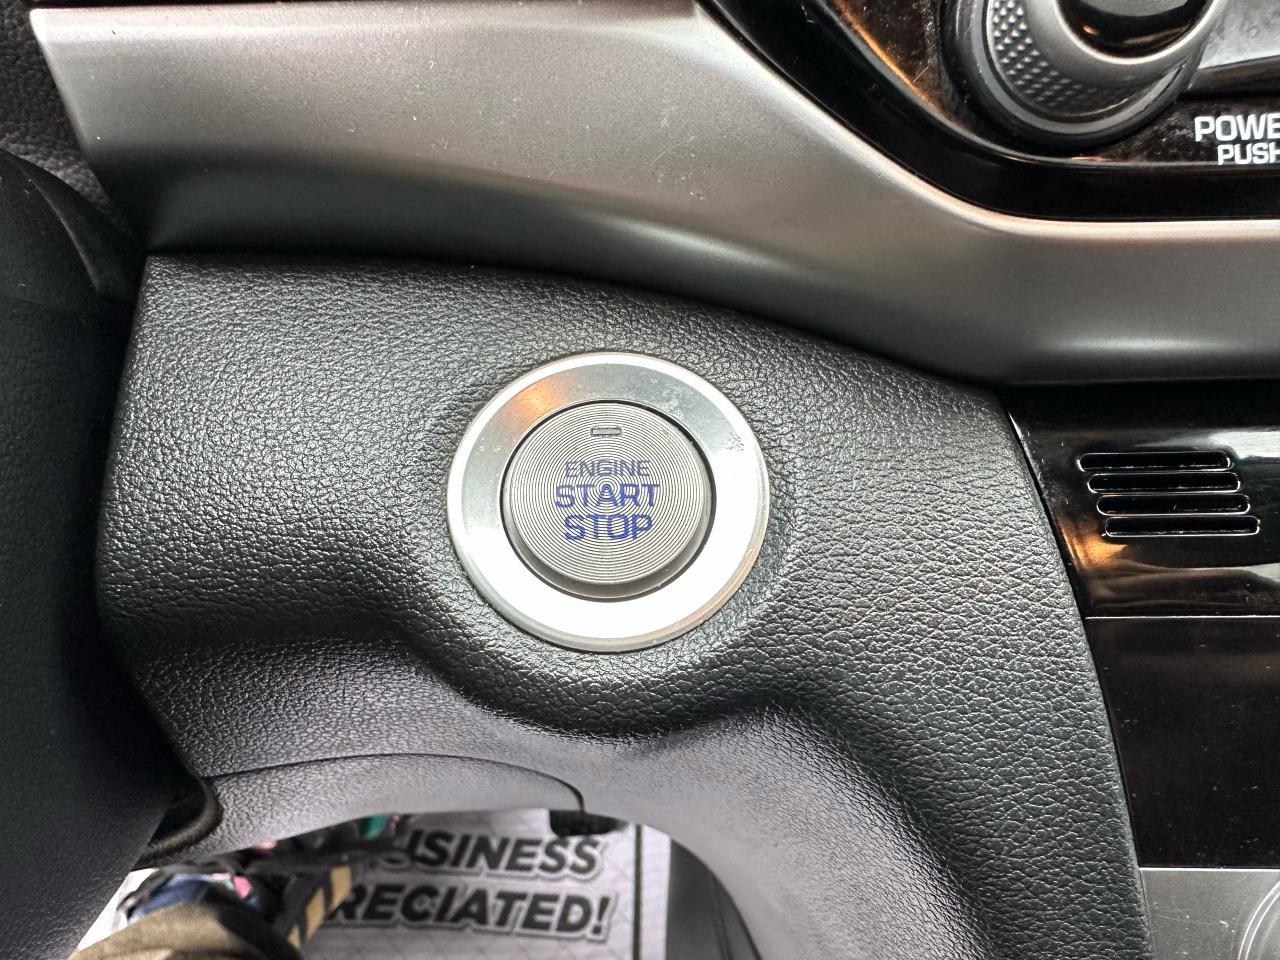 POWE
PUSH
ENGINE
START
STOP
USINESS
RECIATED!